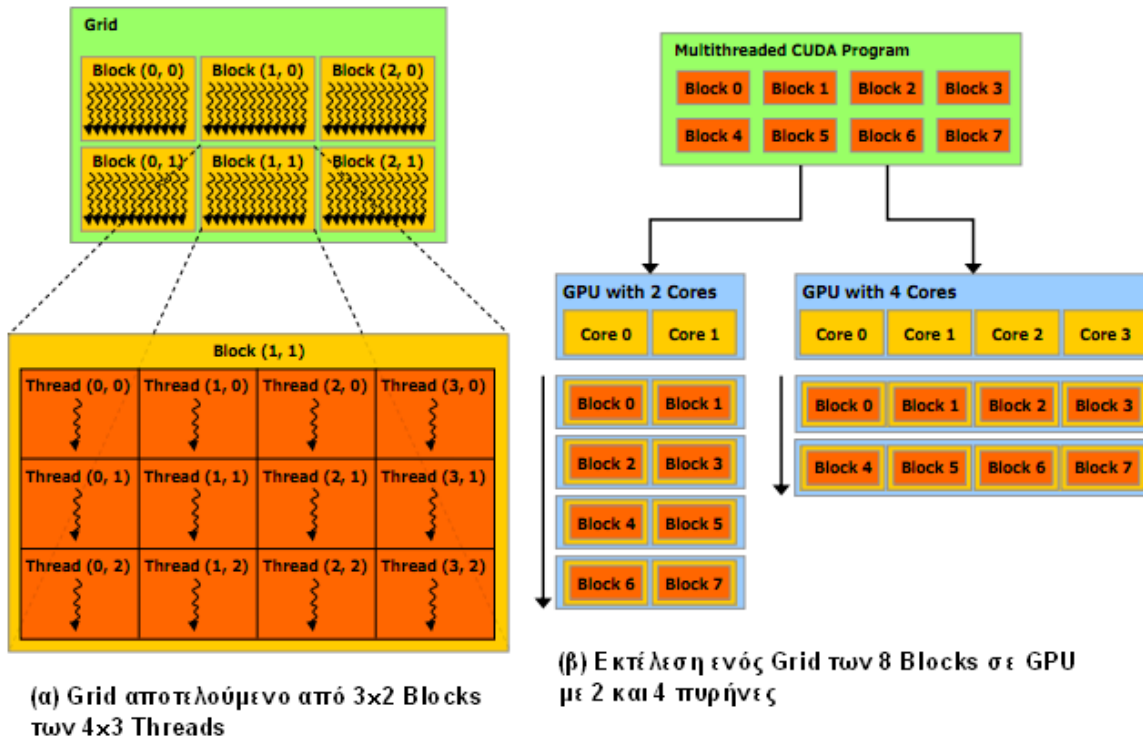 Grid
Block (0, 0) Block (1, 0) Block (2, 0)
Block (0, 1) Block (1, 1) Block (2, 1)
Block (1, 1)
Thread (0, 0) Thread (1, 0) Thread (2, 0) Thread (3, 0)
Thread (0, 1) Thread (1, 1) Thread (2, 1) Thread (3, 1)
Thread (0, 2) Thread (1, 2) Thread (2, 2) Thread (3, 2)
(α) Grid αποτελούμενο από 3x2 Blocks
των 4x3 Threads
Multithreaded CUDA Program
Block 0 Block 1 Block 2 Block 3
Block 4 Block 5 Block 6 Block 7
GPU with 2 Cores
Core 0 Core 1
Block 0 Block 1
Block 2 Block 3
Block 4 Block 5
Block 6 Block 7
GPU with 4 Cores
Core 0 Core 1 Core 2 Core 3
Block 0 Block 1 Block 2 Block 3
Block 4 Block 5 Block 6 Block 7
(β) Εκτέλεση ενός Grid των 8 Blocks σε GPU
με 2 και 4 πυρήνες